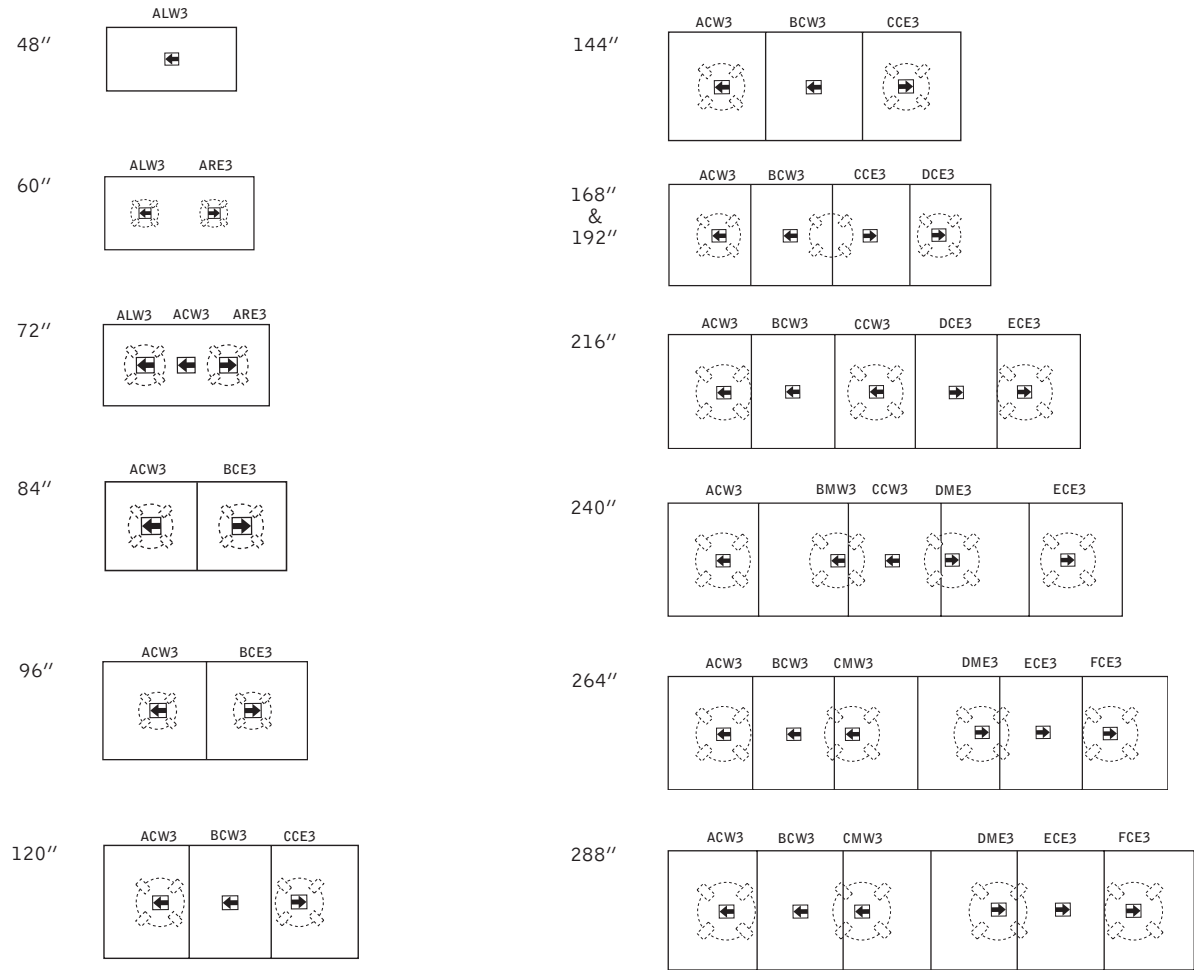 48″
ALW3
60″
ALW3 ARE3
72″
ALW3 ACW3 ARE3
84″
ACW3 BCE3
96″
ACW3 BCE3
120″
ACW3 BCW3 CCE3
144″
ACW3 BCW3 CCE3
168″
&
192″
ACW3 BCW3 CCE3 DCE3
216″
ACW3 BCW3 CCW3 DCE3 ECE3
240″
ACW3 BMW3 CCW3 DME3 ECE3
264″
ACW3 BCW3 CMW3 DME3 ECE3 FCE3
288″
ACW3 BCW3 CMW3 DME3 ECE3 FCE3